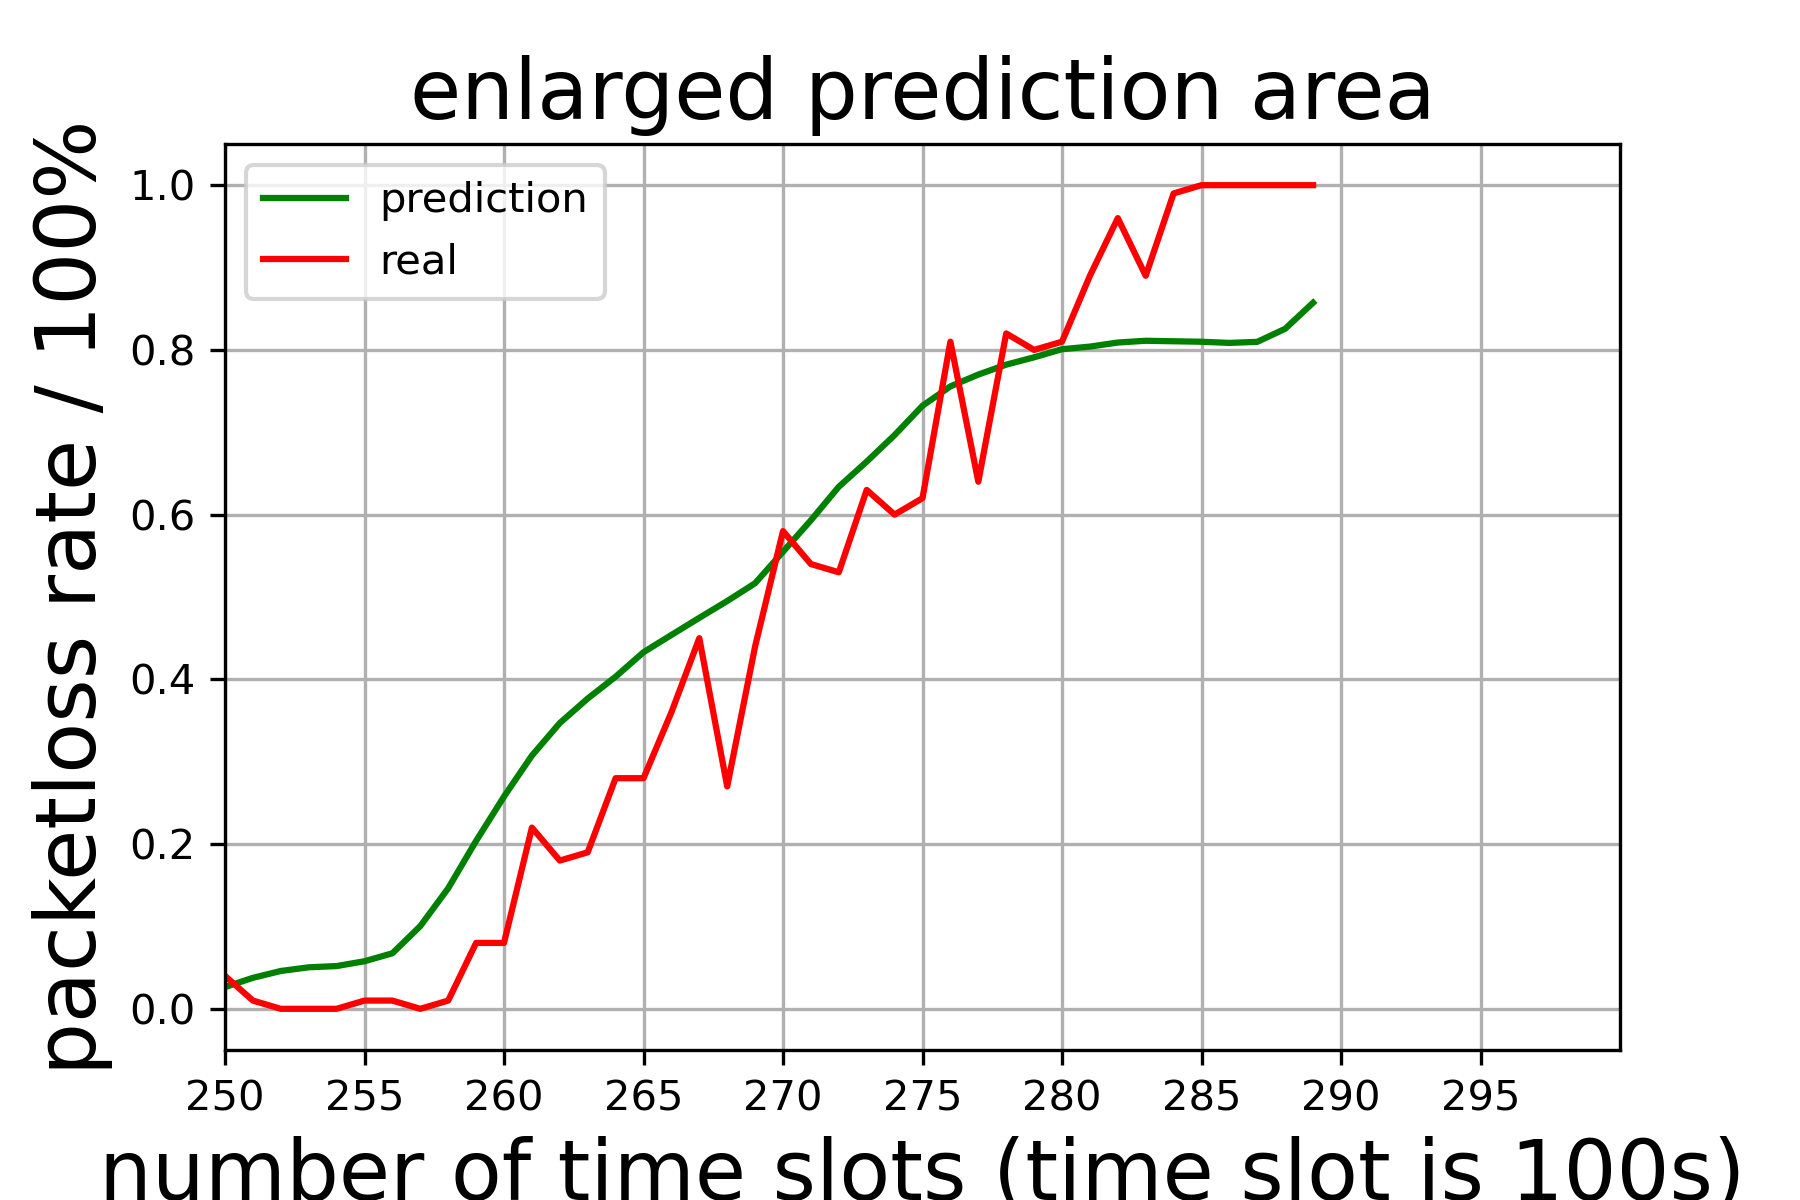 enlarged prediction area
packetloss rate / 100%
prediction
real
1.0
0.8
0.6
0.4
0.2
0.0
250 255 260 265 270 275 280 285 290 295
number of time slots (time slot is 100s)